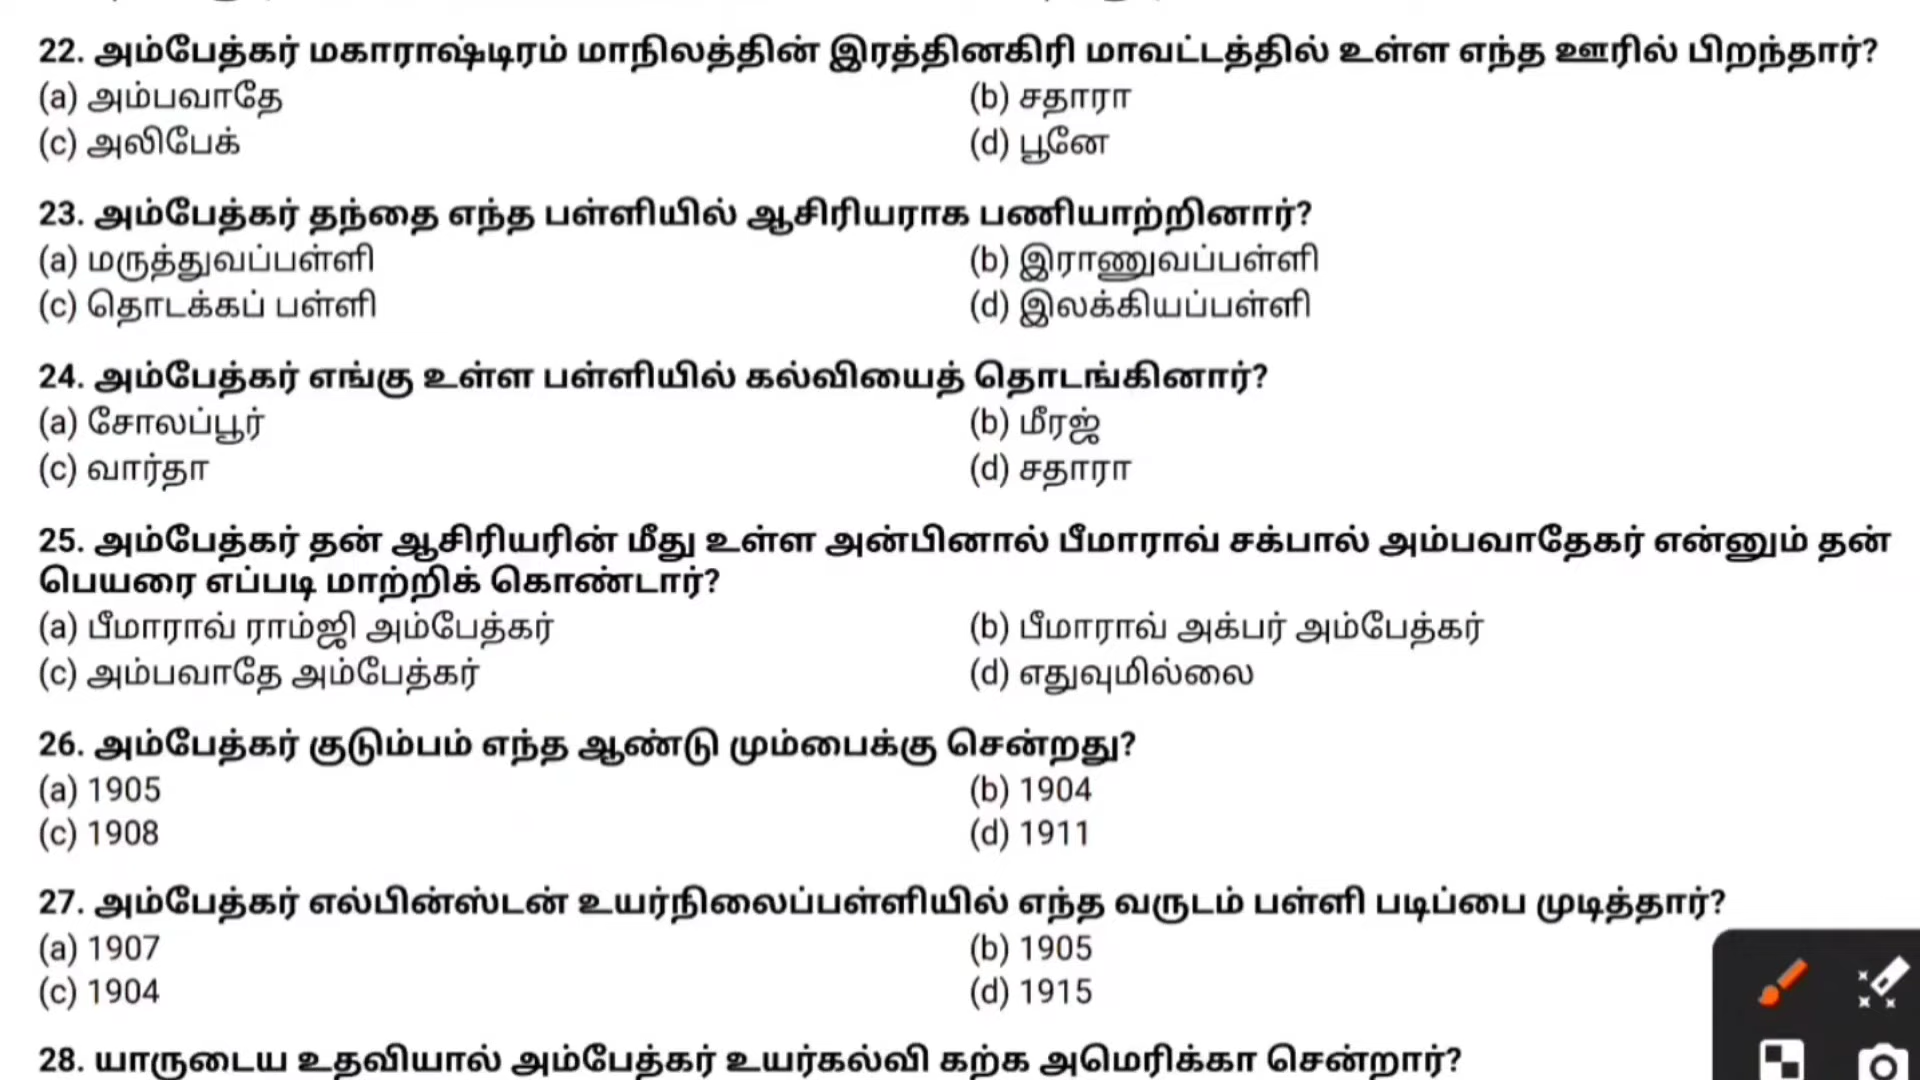 22. அம்பேத்கர் மகாராஷ்டிரம் மாநிலத்தின் இரத்தினகிரி மாவட்டத்தில் உள்ள எந்த ஊரில் பிறந்தார்?
(a) அம்பவாதே (b) சதாரா
(c) அலிபேக் (d) பூனே
23. அம்பேத்கர் தந்தை எந்த பள்ளியில் ஆசிரியராக பணியாற்றினார்?
(a) மருத்துவப்பள்ளி (b) இராணுவப்பள்ளி
(c) தொடக்கப் பள்ளி (d) இலக்கியப்பள்ளி
24. அம்பேத்கர் எங்கு உள்ள பள்ளியில் கல்வியைத் தொடங்கினார்?
(a) சோலப்பூர் (b) மீரஜ்
(c) வார்தா (d) சதாரா
25. அம்பேத்கர் தன் ஆசிரியரின் மீது உள்ள அன்பினால் பீமாராவ் சக்பால் அம்பவாதேகர் என்னும் தன்
பெயரை எப்படி மாற்றிக் கொண்டார்?
(a) பீமாராவ் ராம்ஜி அம்பேத்கர் (b) பீமாராவ் அக்பர் அம்பேத்கர்
(c) அம்பவாதே அம்பேத்கர் (d) எதுவுமில்லை
26. அம்பேத்கர் குடும்பம் எந்த ஆண்டு மும்பைக்கு சென்றது?
(a) 1905 (b) 1904
(c) 1908 (d) 1911
27. அம்பேத்கர் எல்பின்ஸ்டன் உயர்நிலைப்பள்ளியில் எந்த வருடம் பள்ளி படிப்பை முடித்தார்?
(a) 1907 (b) 1905
(c) 1904 (d) 1915
28. யாருடைய உதவியால் அம்பேத்கர் உயர்கல்வி கற்க அமெரிக்கா சென்றார்?